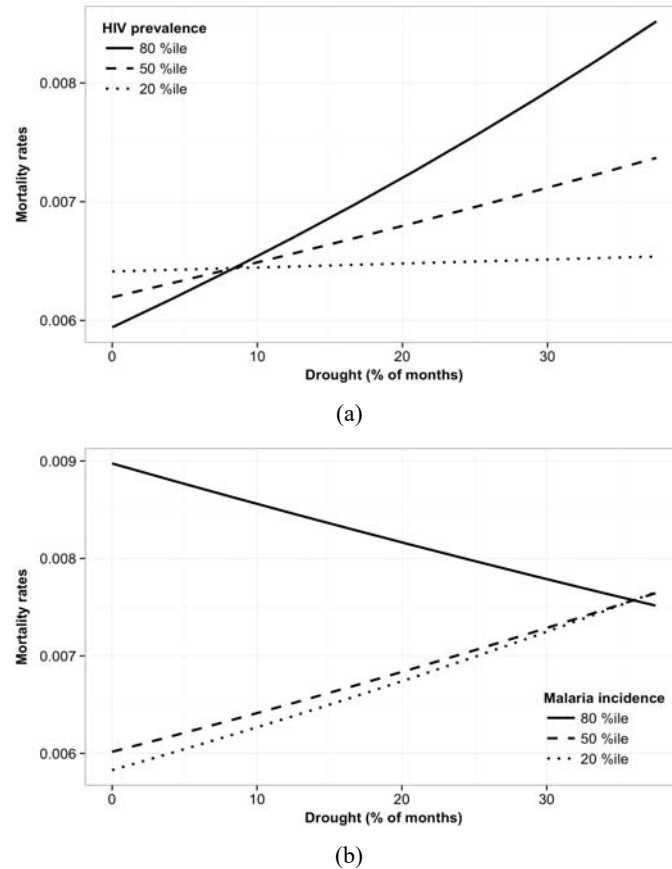 HIV prevalence
80 %ile
50 %ile
20 %ile
0.008
0.007
0.006
Mortality rates
0
10
20
30
Drought (% of months)
(a)
0.009
0.008
0.007
0.006
Mortality rates
Malaria incidence
80 %ile
50 %ile
20 %ile
0
10
20
30
Drought (% of months)
(b)